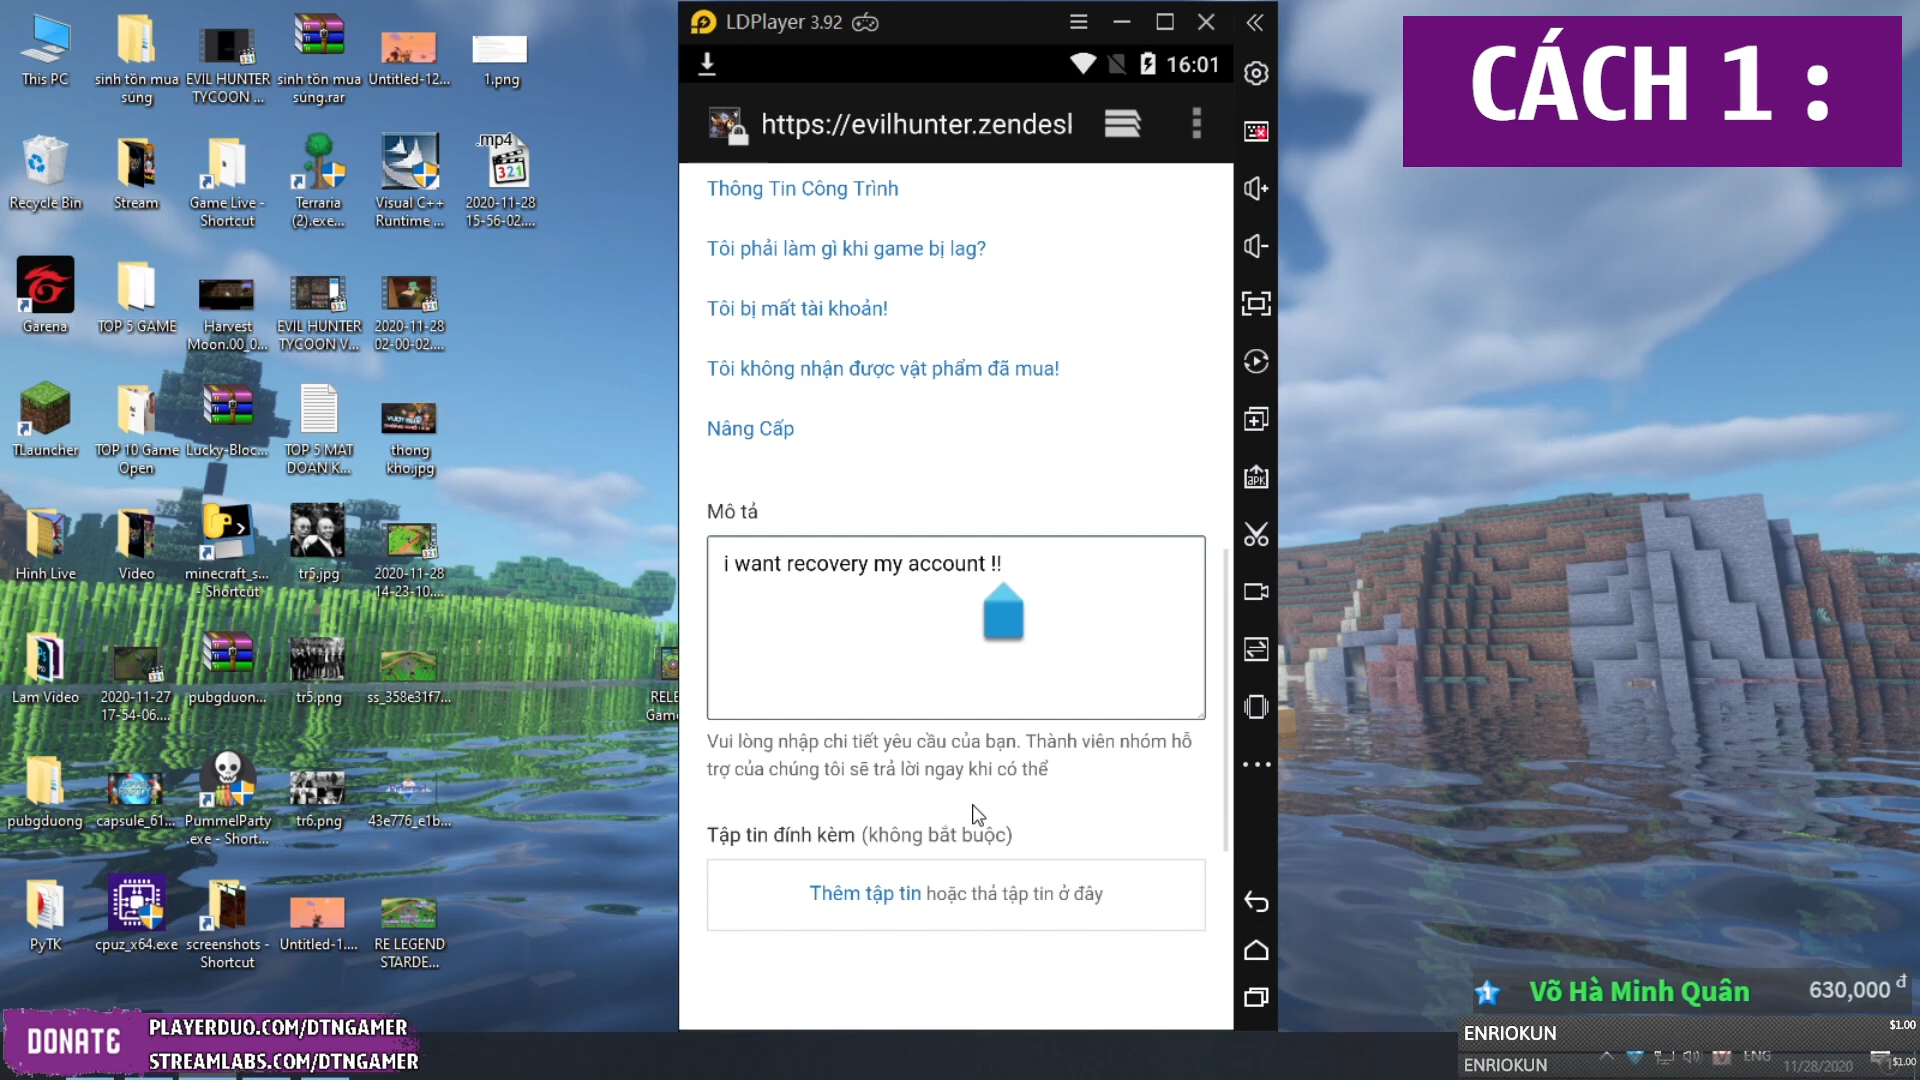 LDPlayer 3.92
16:01
https://evilhunter.zendesl
CÁCH 1 :
Thông Tin Công Trình
Tôi phải làm gì khi game bị lag?
Tôi bị mất tài khoản!
Tôi không nhận được vật phẩm đã mua!
Nâng Cấp
Mô tả
i want recovery my account !!
Vui lòng nhập chi tiết yêu cầu của bạn. Thành viên nhóm hỗ
trợ của chúng tôi sẽ trả lời ngay khi có thể
Tập tin đính kèm (không bắt buộc)
Thêm tập tin hoặc thả tập tin ở đây
This PC
sinh tồn mua
súng
EVIL HUNTER
TYCOON ...
sinh tồn mua
súng.rar
Untitled-12...
1.png
Recycle Bin
Stream
Game Live -
Shortcut
Terraria
(2).exe...
Visual C++
Runtime ...
.mp4
321
2020-11-28
15-56-02....
Garena
TOP 5 GAME
Harvest
Moon.00_0...
EVIL HUNTER
TYCOON V...
2020-11-28
02-00-02....
TLauncher
TOP 10 Game
Open
Lucky-Bloc...
TOP 5 MAT
DOAN K...
thong
kho.jpg
Hinh Live
Video
minecraft_s...
- Shortcut
tr5.jpg
2020-11-28
14-23-10....
Lam Video
2020-11-27
17-54-06....
pubgduon...
tr5.png
ss_358e31f7...
RELE
Game
pubgduong
capsule_61...
PummelParty
.exe - Short...
tr6.png
43e776_e1b...
PyTK
cpuz_x64.exe
screenshots -
Shortcut
Untitled-1....
RE LEGEND
STARDE...
DONATE
PLAYERDUO.COM/DTNGAMER
STREAMLABS.COM/DTNGAMER
1
Võ Hà Minh Quân
630,000 đ
ENRIOKUN
$1.00
ENRIOKUN
$1.00
ENG
11/28/2020
APK